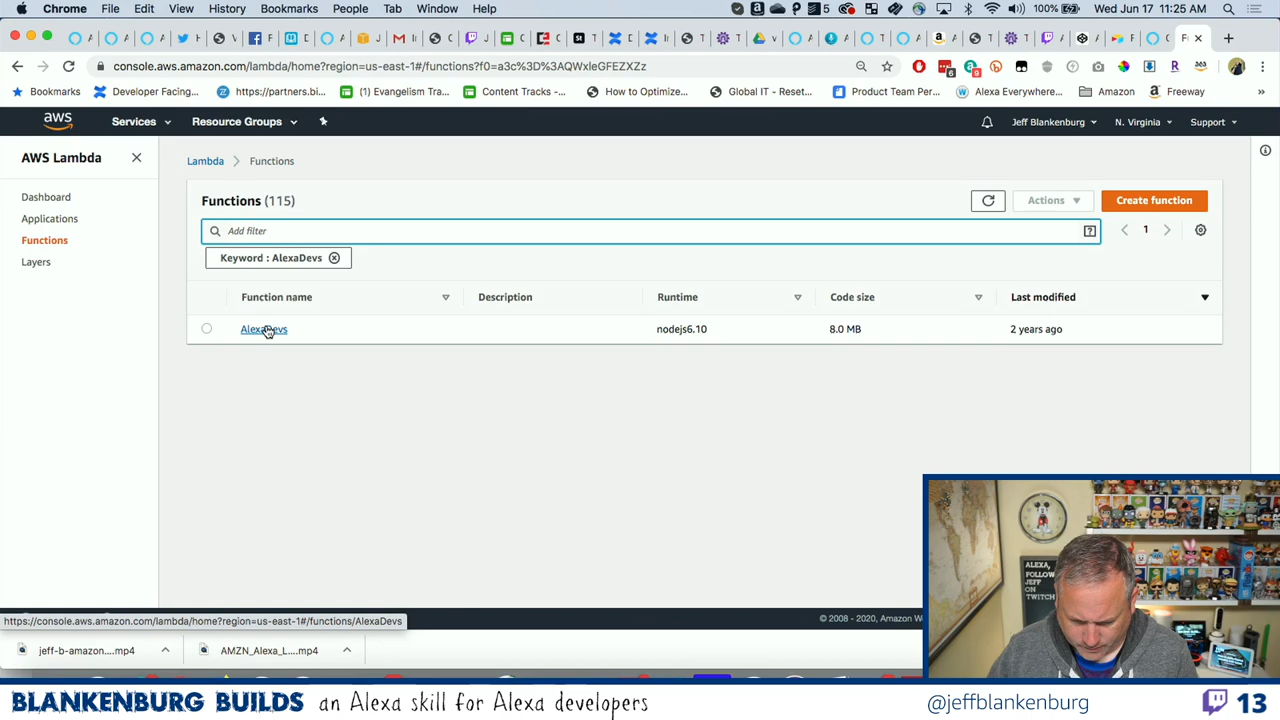 Chrome File Edit View History Bookmarks People Tab Window Help 5 100% Wed Jun 17 11:25 AM
console.aws.amazon.com/lambda/home?region=us-east-1#/functions?f0=a3c%3D%3AQWxleGFEZXZz
Bookmarks Developer Facing... https://partners.bi... (1) Evangelism Tra... Content Tracks -... How to Optimize... Global IT - Reset... Product Team Per... Alexa Everywhere... Amazon Freeway »
aws Services Resource Groups Jeff Blankenburg N. Virginia Support
AWS Lambda
Lambda > Functions
Dashboard
Applications
Functions
Layers
Functions (115) Actions Create function
Add filter 1
Keyword : AlexaDevs
Function name Description Runtime Code size Last modified
AlexaDevs nodejs6.10 8.0 MB 2 years ago
ALEXA,
FOLLOW
JEFF
ON
TWITCH
https://console.aws.amazon.com/lambda/home?region=us-east-1#/functions/AlexaDevs
© 2008 - 2020, Amazon W
jeff-b-amazon....mp4 AMZN_Alexa_L....mp4
BLANKENBURG BUILDS an Alexa skill for Alexa developers @jeffblankenburg 13